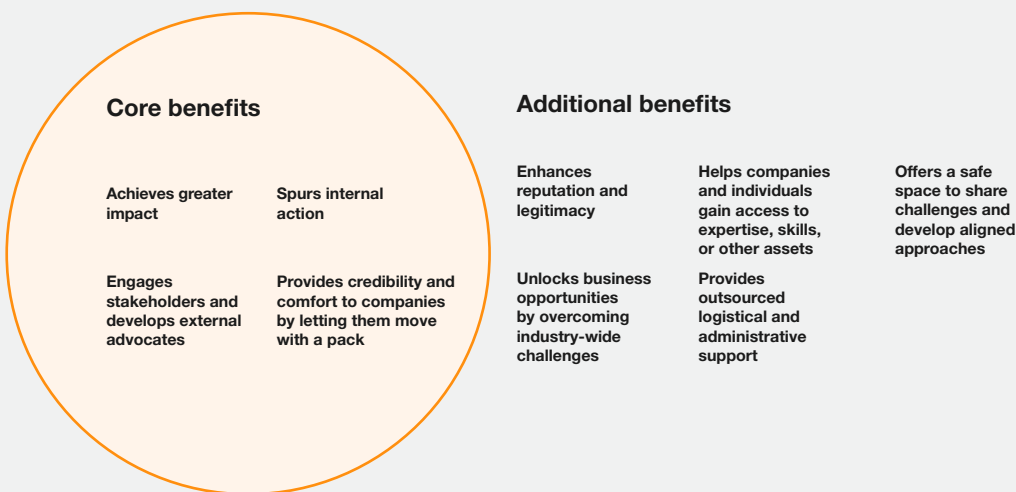 Core benefits
Achieves greater
impact
Spurs internal
action
Engages
stakeholders and
develops external
advocates
Provides credibility and
comfort to companies
by letting them move
with a pack
Additional benefits
Enhances
reputation and
legitimacy
Helps companies
and individuals
gain access to
expertise, skills,
or other assets
Offers a safe
space to share
challenges and
develop aligned
approaches
Unlocks business
opportunities
by overcoming
industry-wide
challenges
Provides
outsourced
logistical and
administrative
support